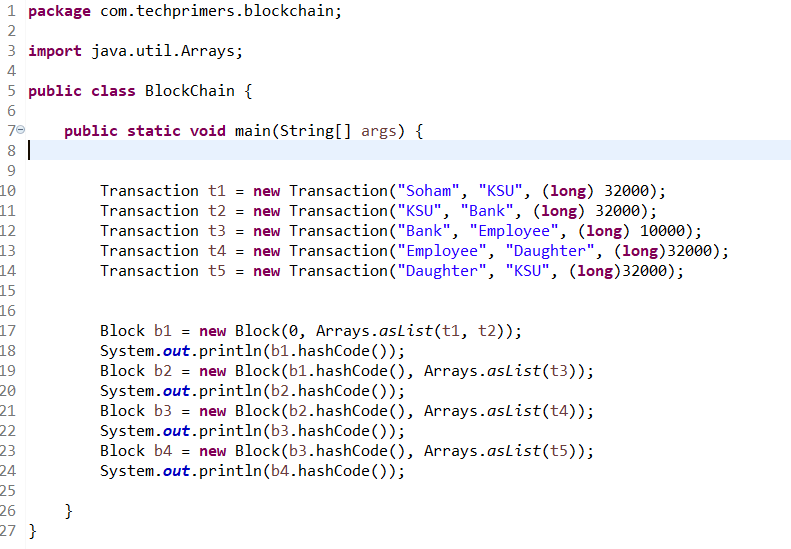 1 package com.techprimers.blockchain;
2
3 import java.util.Arrays;
4
5 public class BlockChain {
6
7 public static void main(String[] args) {
8
9
10 Transaction t1 = new Transaction("Soham", "KSU", (long) 32000);
11 Transaction t2 = new Transaction("KSU", "Bank", (long) 32000);
12 Transaction t3 = new Transaction("Bank", "Employee", (long) 10000);
13 Transaction t4 = new Transaction("Employee", "Daughter", (long)32000);
14 Transaction t5 = new Transaction("Daughter", "KSU", (long)32000);
15
16
17 Block b1 = new Block(0, Arrays.asList(t1, t2));
18 System.out.println(b1.hashCode());
19 Block b2 = new Block(b1.hashCode(), Arrays.asList(t3));
20 System.out.println(b2.hashCode());
21 Block b3 = new Block(b2.hashCode(), Arrays.asList(t4));
22 System.out.println(b3.hashCode());
23 Block b4 = new Block(b3.hashCode(), Arrays.asList(t5));
24 System.out.println(b4.hashCode());
25
26 }
27 }